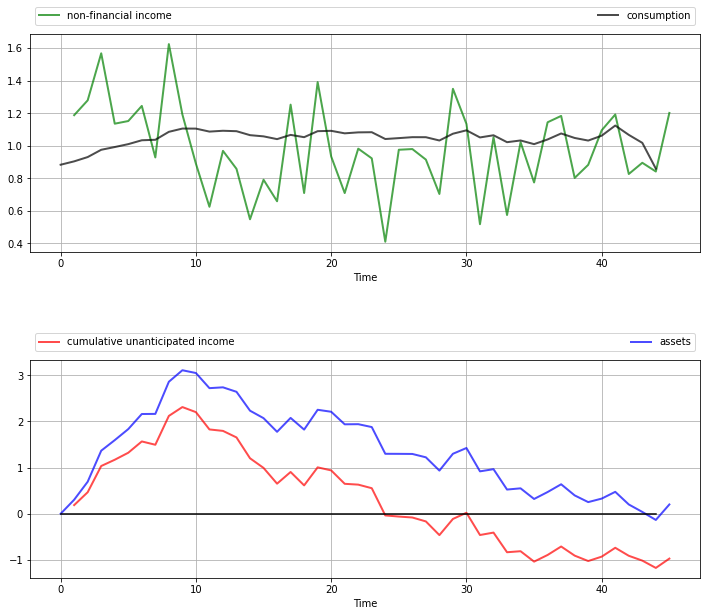 non-financial income
consumption
1.6
1.4
1.2
1.0
0.8
0.6
0.4
0 10 20 30 40
Time
cumulative unanticipated income
assets
3
2
1
0
−1
0 10 20 30 40
Time